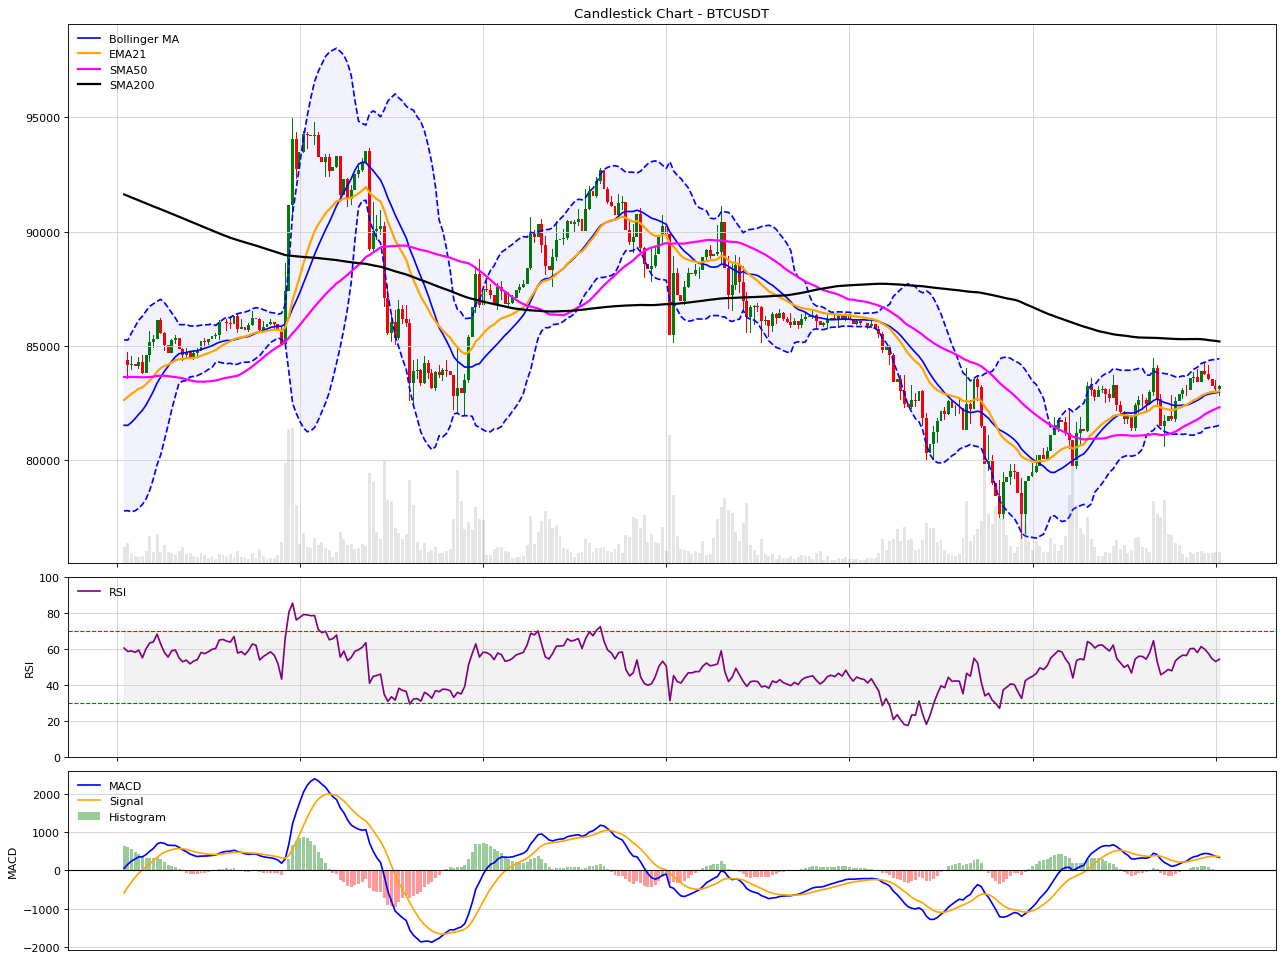 Candlestick Chart - BTCUSDT
Bollinger MA
EMA21
SMA50
SMA200
95000
90000
85000
80000
RSI
100
80
60
40
20
0
RSI
MACD
Signal
Histogram
2000
1000
0
−1000
−2000
MACD